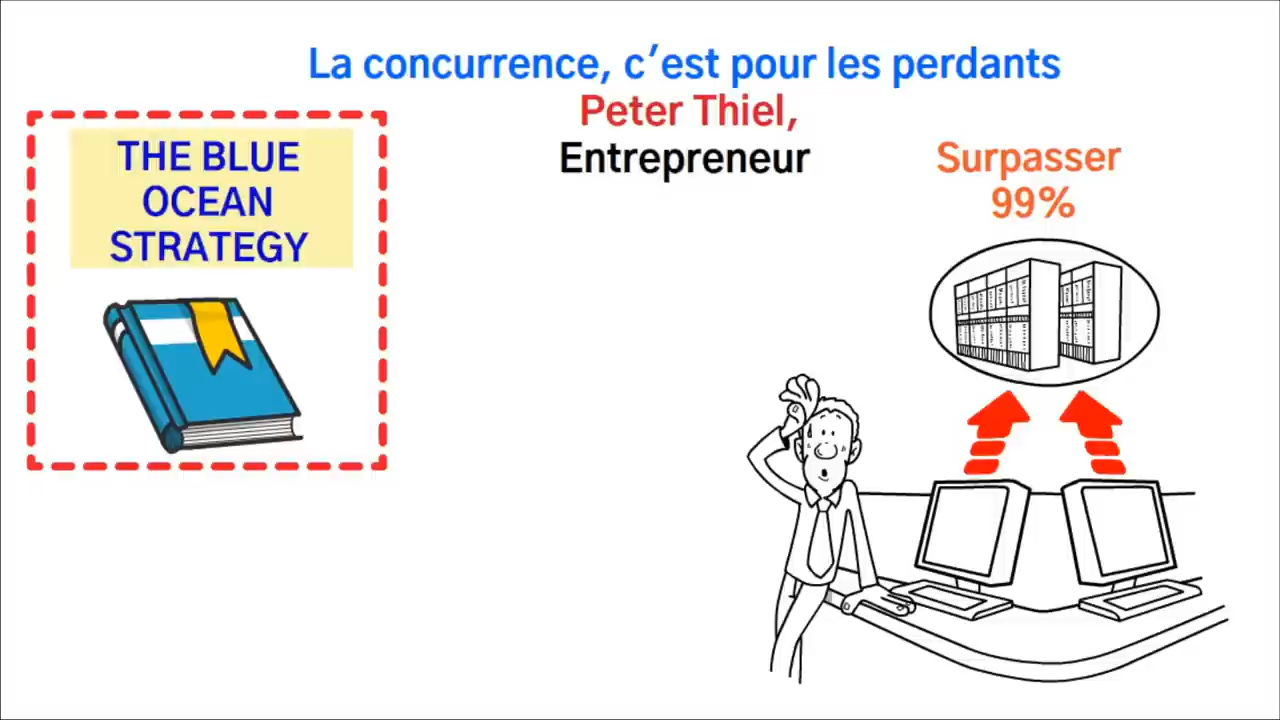 La concurrence, c'est pour les perdants
Peter Thiel,
Entrepreneur
THE BLUE
OCEAN
STRATEGY
Surpasser
99%